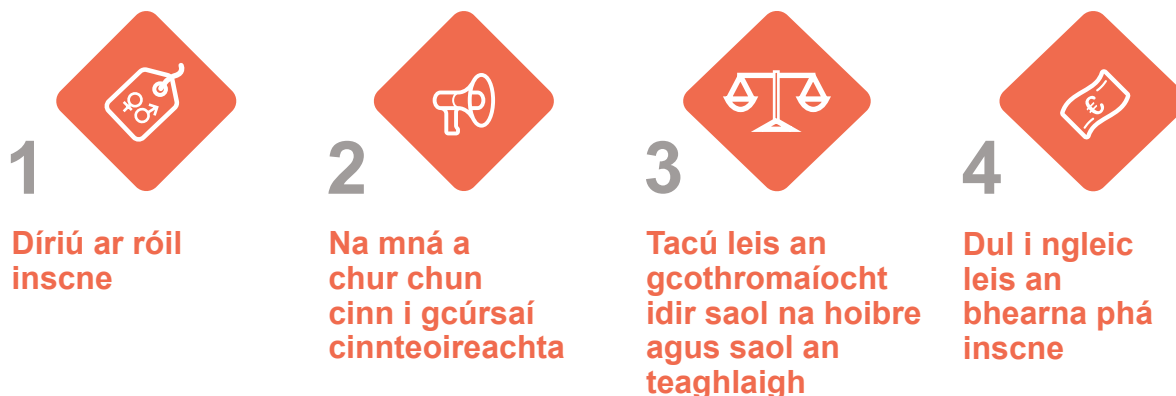 1
Díriú ar róil
inscne
2
Na mná a
chur chun
cinn i gcúrsaí
cinnteoireachta
3
Tacú leis an
gcothromaíocht
idir saol na hoibre
agus saol an
teaghlaigh
4
€
Dul i ngleic
leis an
bhearna phá
inscne